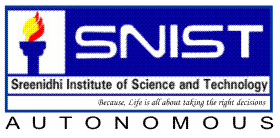 SNIST
Sreenidhi Institute of Science and Technology
Because, Life is all about taking the right decisions
AUTONOMOUS